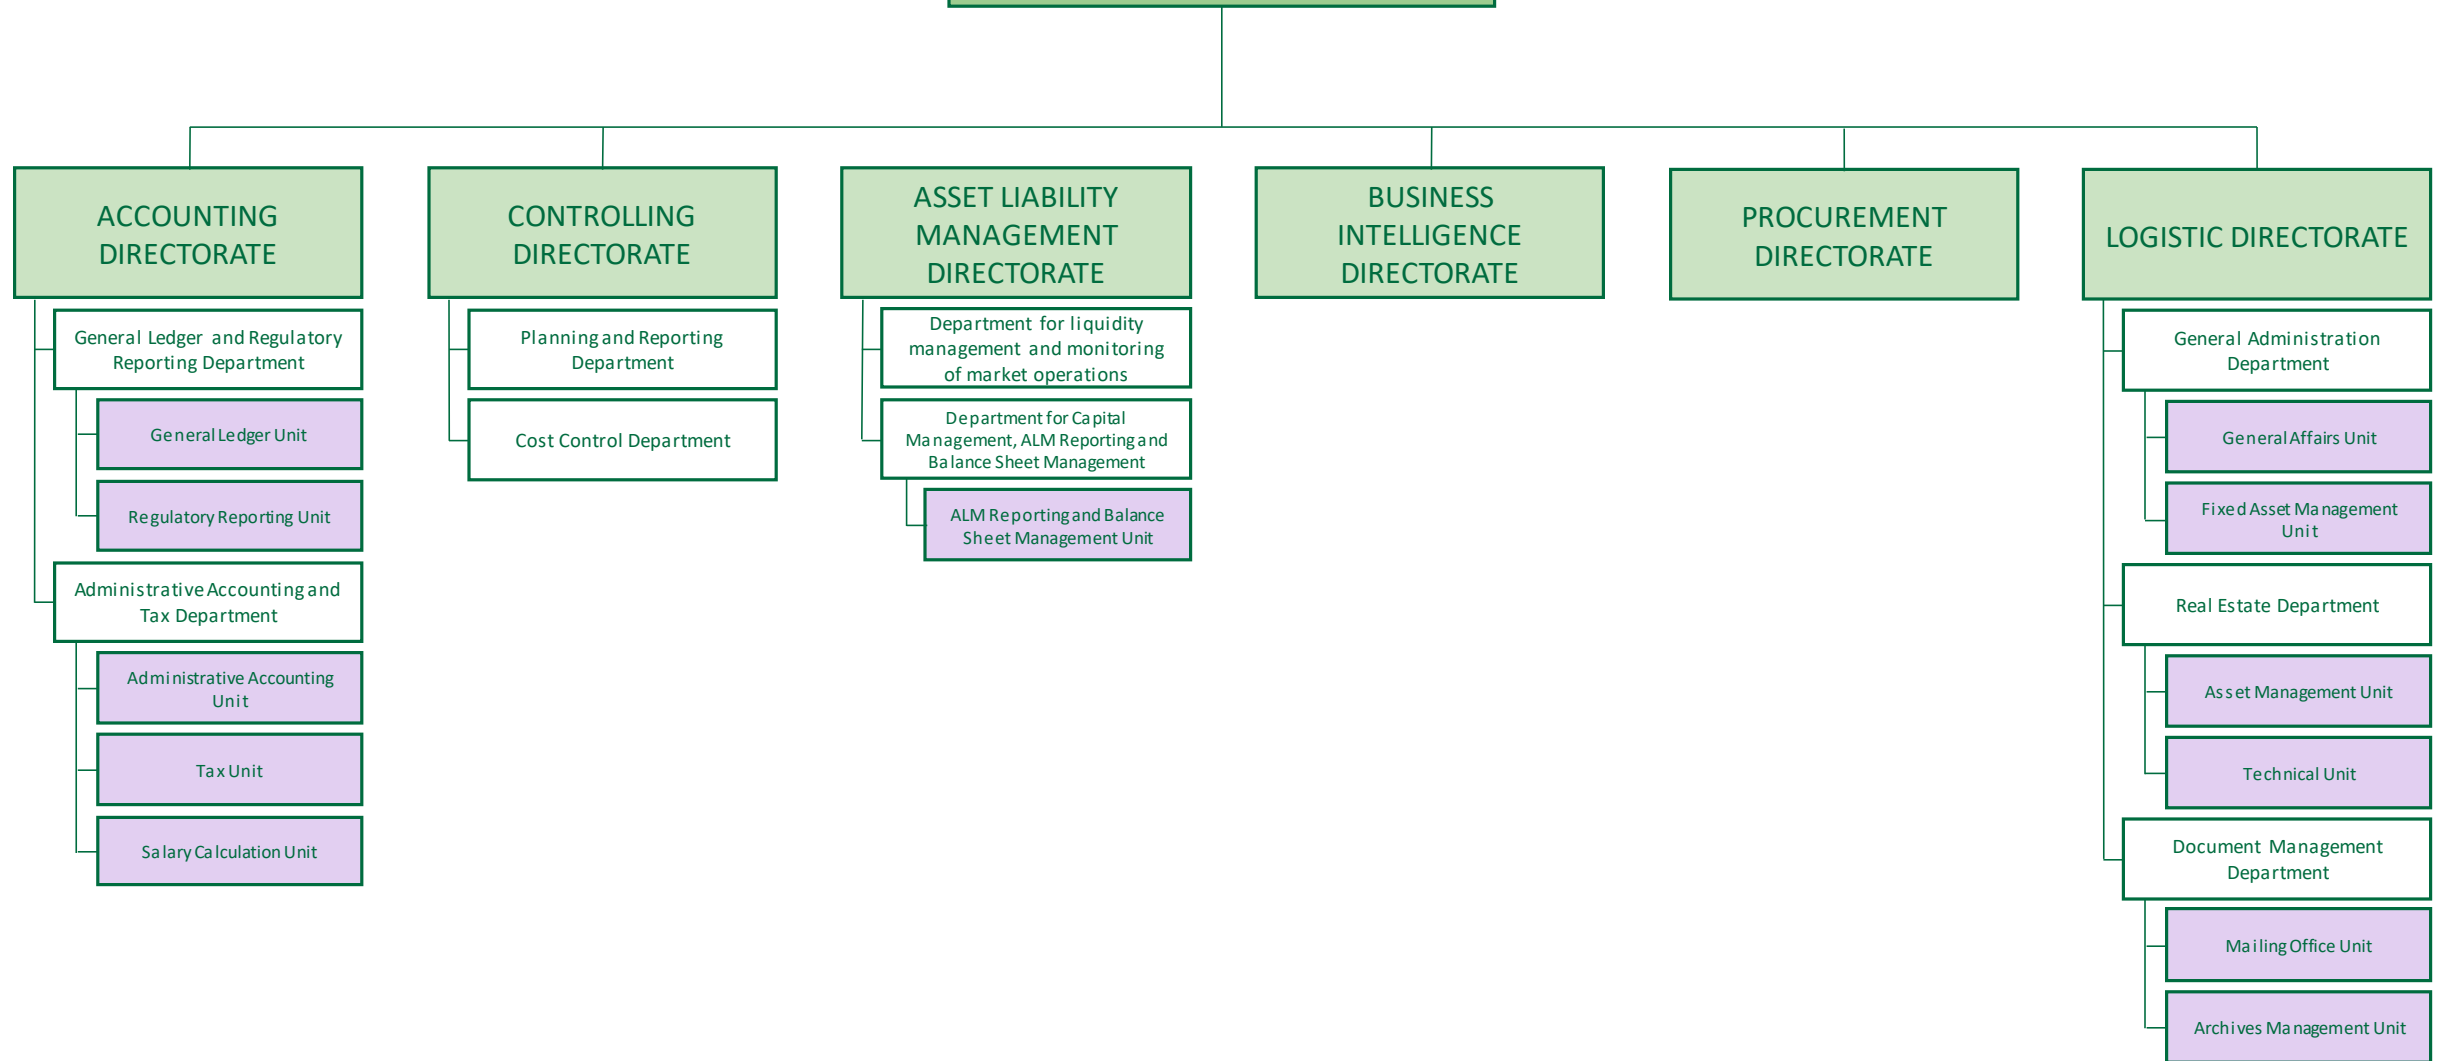 ACCOUNTING
DIRECTORATE
General Ledger and Regulatory
Reporting Department
General Ledger Unit
Regulatory Reporting Unit
Administrative Accounting and
Tax Department
Administrative Accounting
Unit
Tax Unit
Salary Calculation Unit
CONTROLLING
DIRECTORATE
Planning and Reporting
Department
Cost Control Department
ASSET LIABILITY
MANAGEMENT
DIRECTORATE
Department for liquidity
management and monitoring
of market operations
Department for Capital
Management, ALM Reporting and
Balance Sheet Management
ALM Reporting and Balance
Sheet Management Unit
BUSINESS
INTELLIGENCE
DIRECTORATE
PROCUREMENT
DIRECTORATE
LOGISTIC DIRECTORATE
General Administration
Department
General Affairs Unit
Fixed Asset Management
Unit
Real Estate Department
Asset Management Unit
Technical Unit
Document Management
Department
Mailing Office Unit
Archives Management Unit